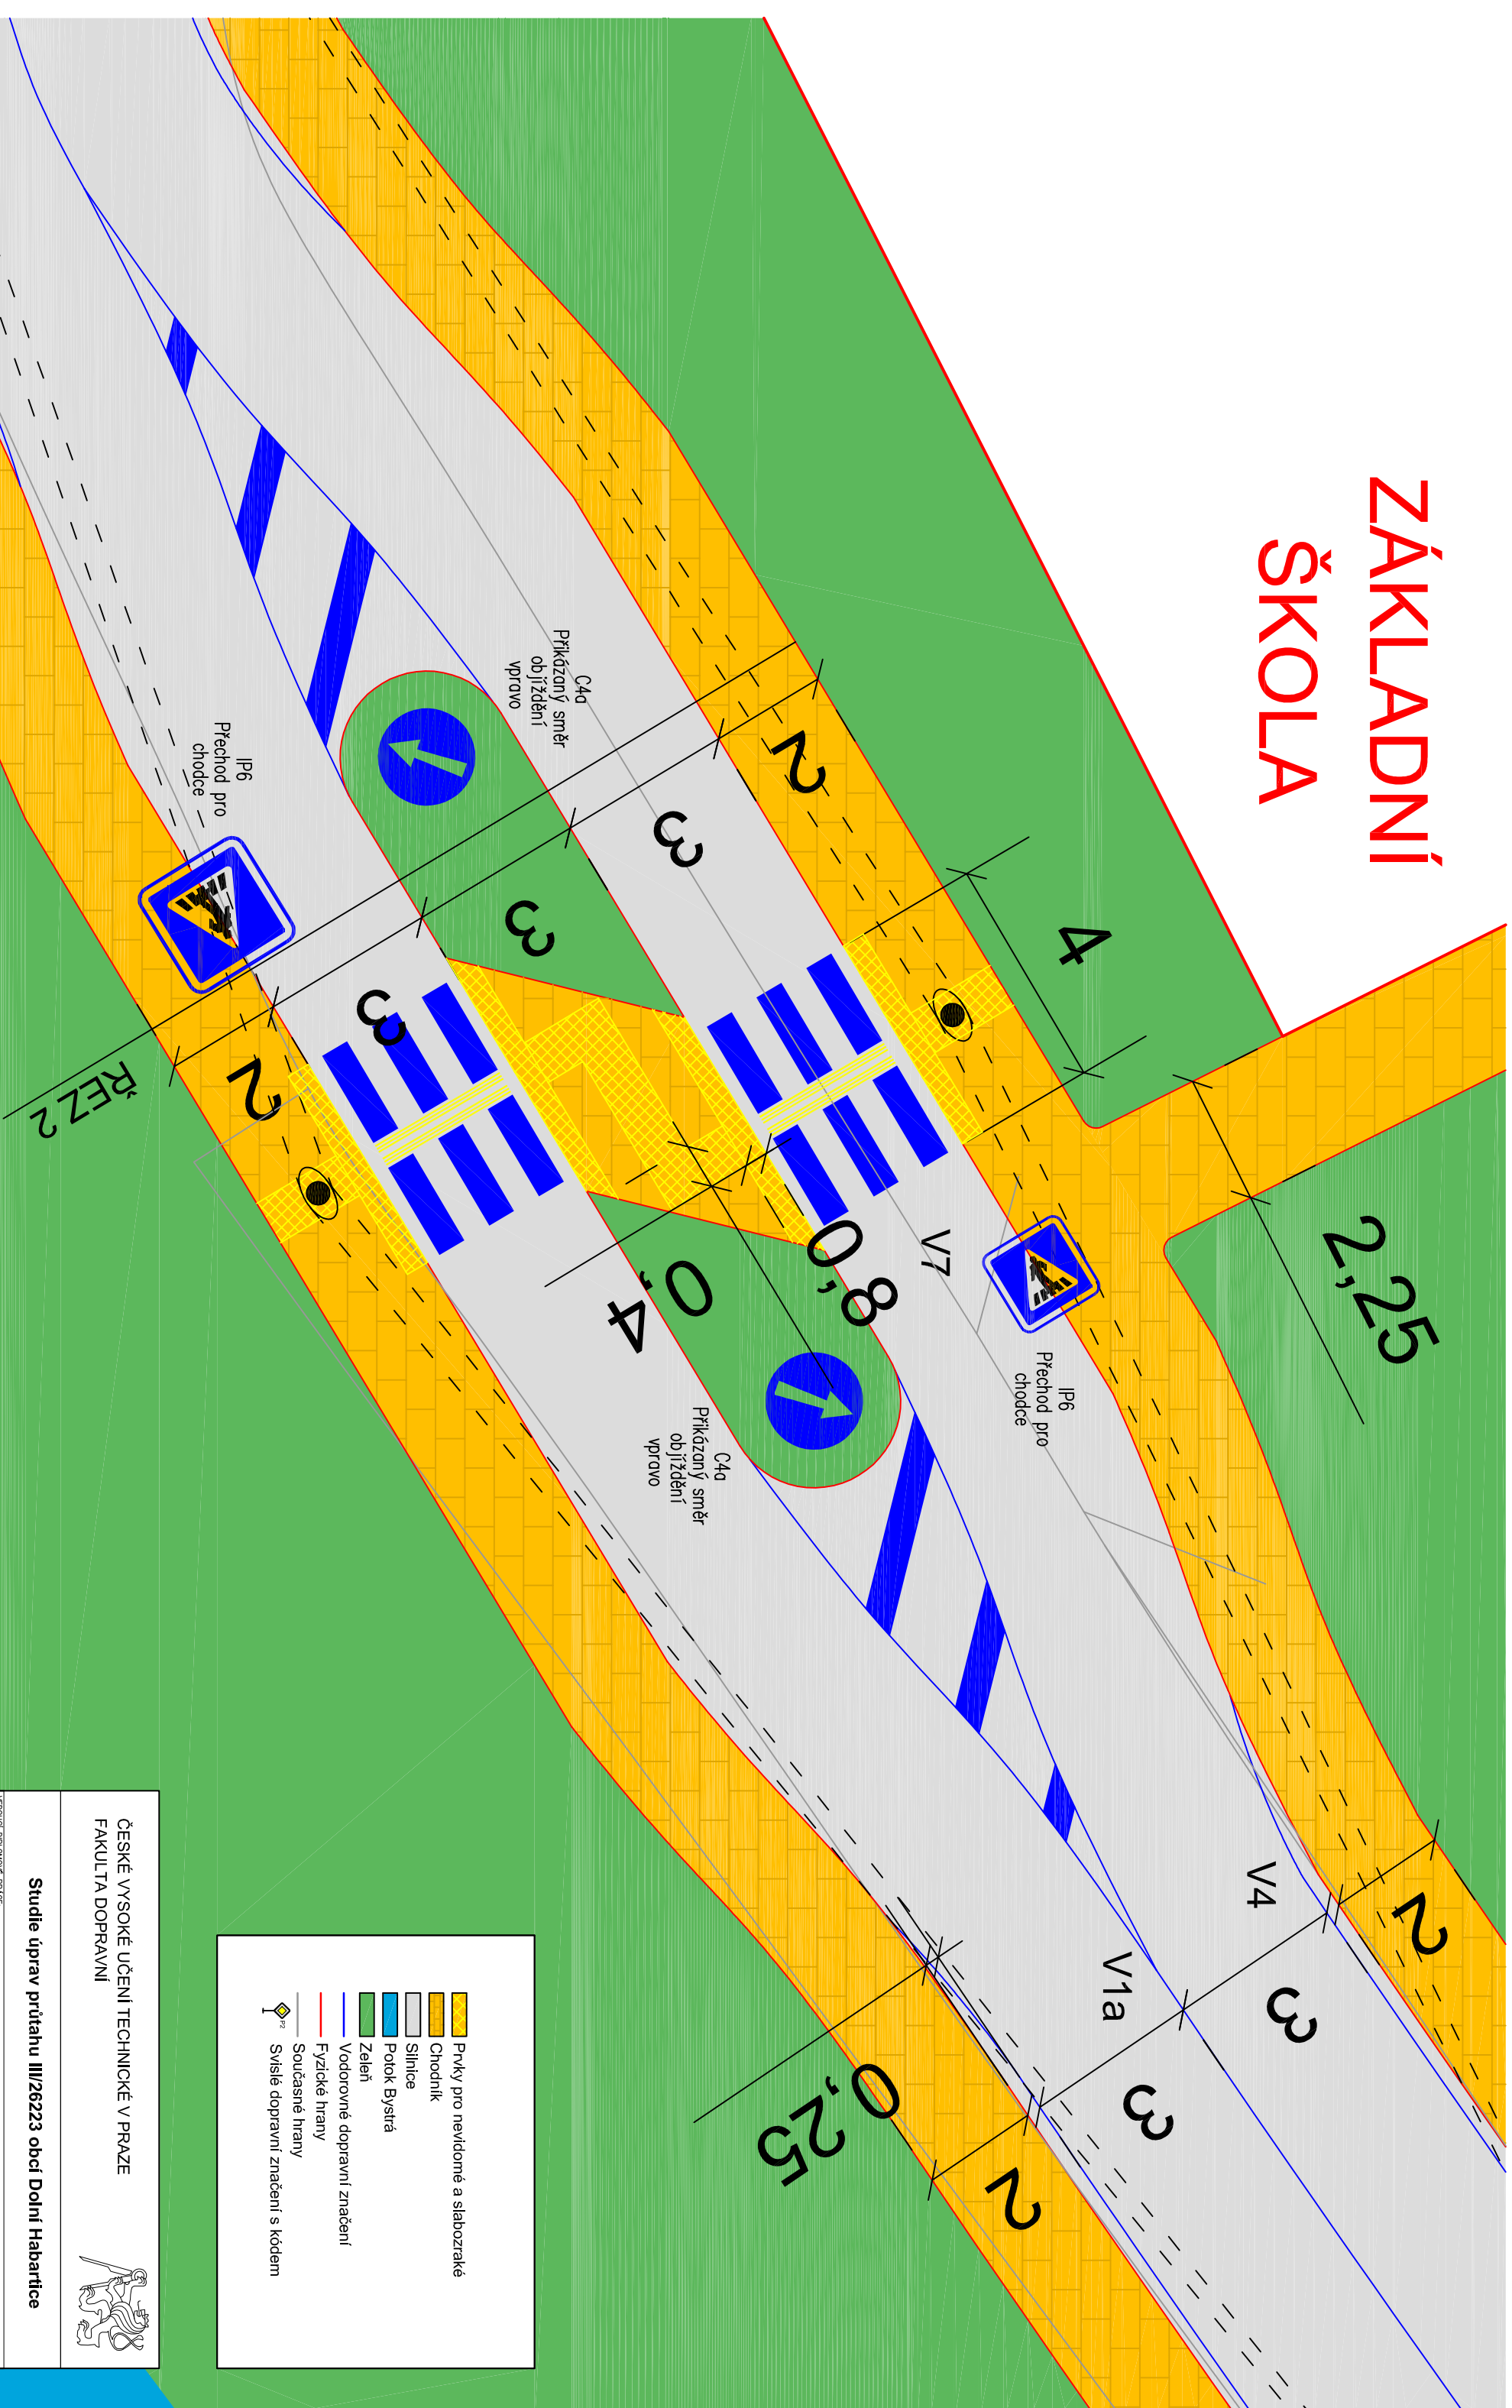 ZÁKLADNÍ
ŠKOLA
C4a
Přikázaný směr
objíždění
vpravo
IP6
Přechod pro
chodce
2
3
3
3
2
4
ŘEZ 2
2,25
V7
0,8
0,4
IP6
Přechod pro
chodce
C4a
Přikázaný směr
objíždění
vpravo
V4
V1a
2
3
3
0,25
2
Prvky pro nevidomé a slabozraké
Chodník
Silnice
Potok Bystrá
Zeleň
Vodorovné dopravní značení
Fyzické hrany
Současné hrany
P2
Svislé dopravní značení s kódem
ČESKÉ VYSOKÉ UČENÍ TECHNICKÉ V PRAZE
FAKULTA DOPRAVNÍ
Studie úprav průtahu III/26223 obcí Dolní Habartice